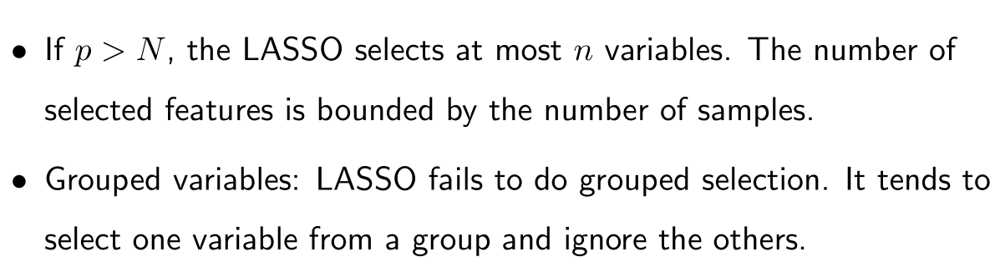 • If p > N, the LASSO selects at most n variables. The number of
selected features is bounded by the number of samples.
• Grouped variables: LASSO fails to do grouped selection. It tends to
select one variable from a group and ignore the others.